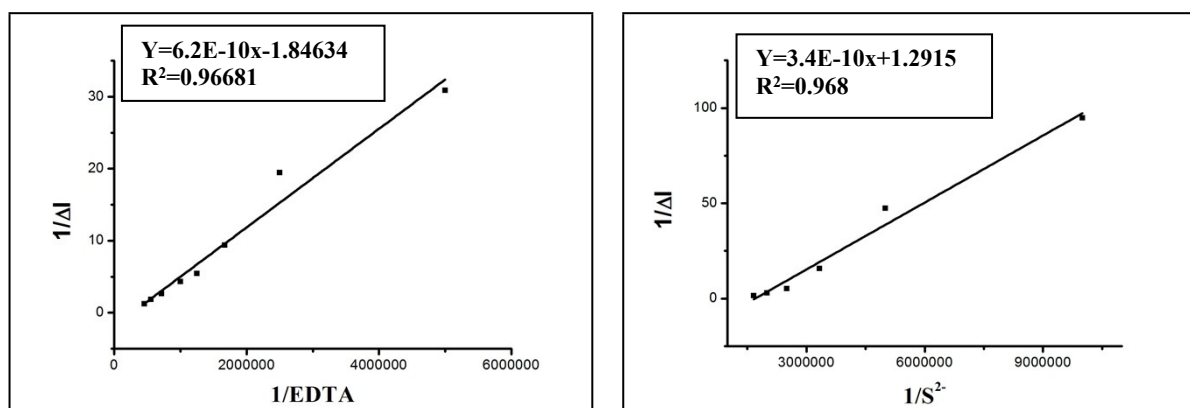 Y=6.2E-10x-1.84634
R²=0.96681
30
20
10
0
1/ΔI
0 2000000 4000000 6000000
1/EDTA
Y=3.4E-10x+1.2915
R²=0.968
100
50
0
1/ΔI
3000000 6000000 9000000
1/S²⁻